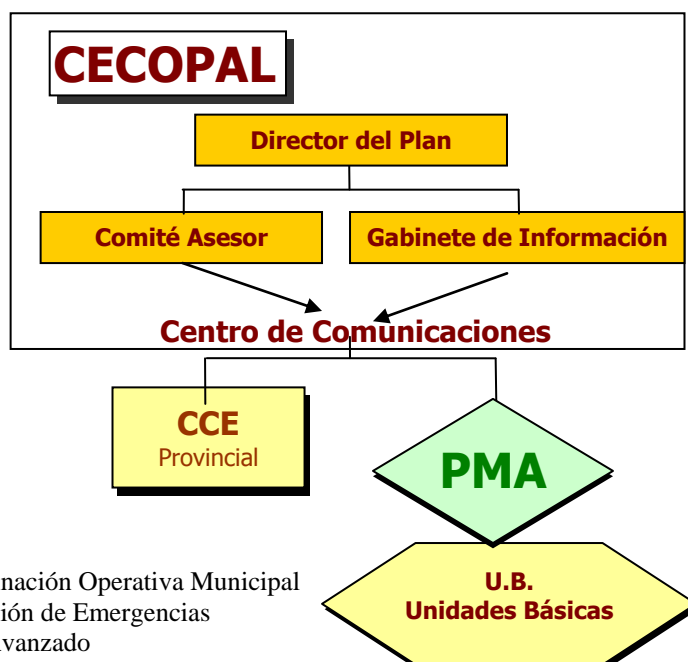 CECOPAL
Director del Plan
Comité Asesor
Gabinete de Información
Centro de Comunicaciones
CCE
Provincial
PMA
U.B.
Unidades Básicas
nación Operativa Municipal
ión de Emergencias
vanzado